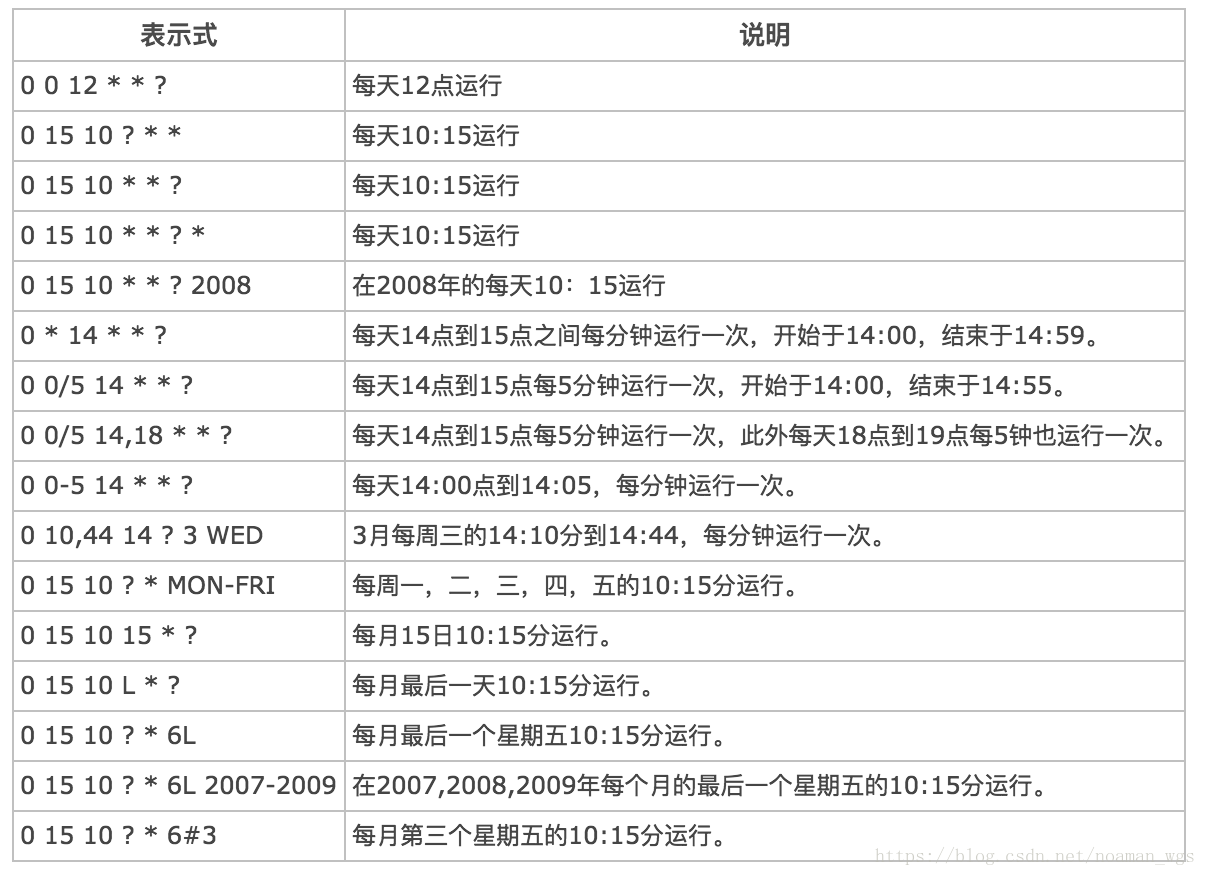 表示式 说明
0 0 12 * * ? 每天12点运行
0 15 10 ? * * 每天10:15运行
0 15 10 * * ? 每天10:15运行
0 15 10 * * ? * 每天10:15运行
0 15 10 * * ? 2008 在2008年的每天10：15运行
0 * 14 * * ? 每天14点到15点之间每分钟运行一次，开始于14:00，结束于14:59。
0 0/5 14 * * ? 每天14点到15点每5分钟运行一次，开始于14:00，结束于14:55。
0 0/5 14,18 * * ? 每天14点到15点每5分钟运行一次，此外每天18点到19点每5钟也运行一次。
0 0-5 14 * * ? 每天14:00点到14:05，每分钟运行一次。
0 10,44 14 ? 3 WED 3月每周三的14:10分到14:44，每分钟运行一次。
0 15 10 ? * MON-FRI 每周一，二，三，四，五的10:15分运行。
0 15 10 15 * ? 每月15日10:15分运行。
0 15 10 L * ? 每月最后一天10:15分运行。
0 15 10 ? * 6L 每月最后一个星期五10:15分运行。
0 15 10 ? * 6L 2007-2009 在2007,2008,2009年每个月的最后一个星期五的10:15分运行。
0 15 10 ? * 6#3 每月第三个星期五的10:15分运行。
https://blog.csdn.net/noaman_wgs